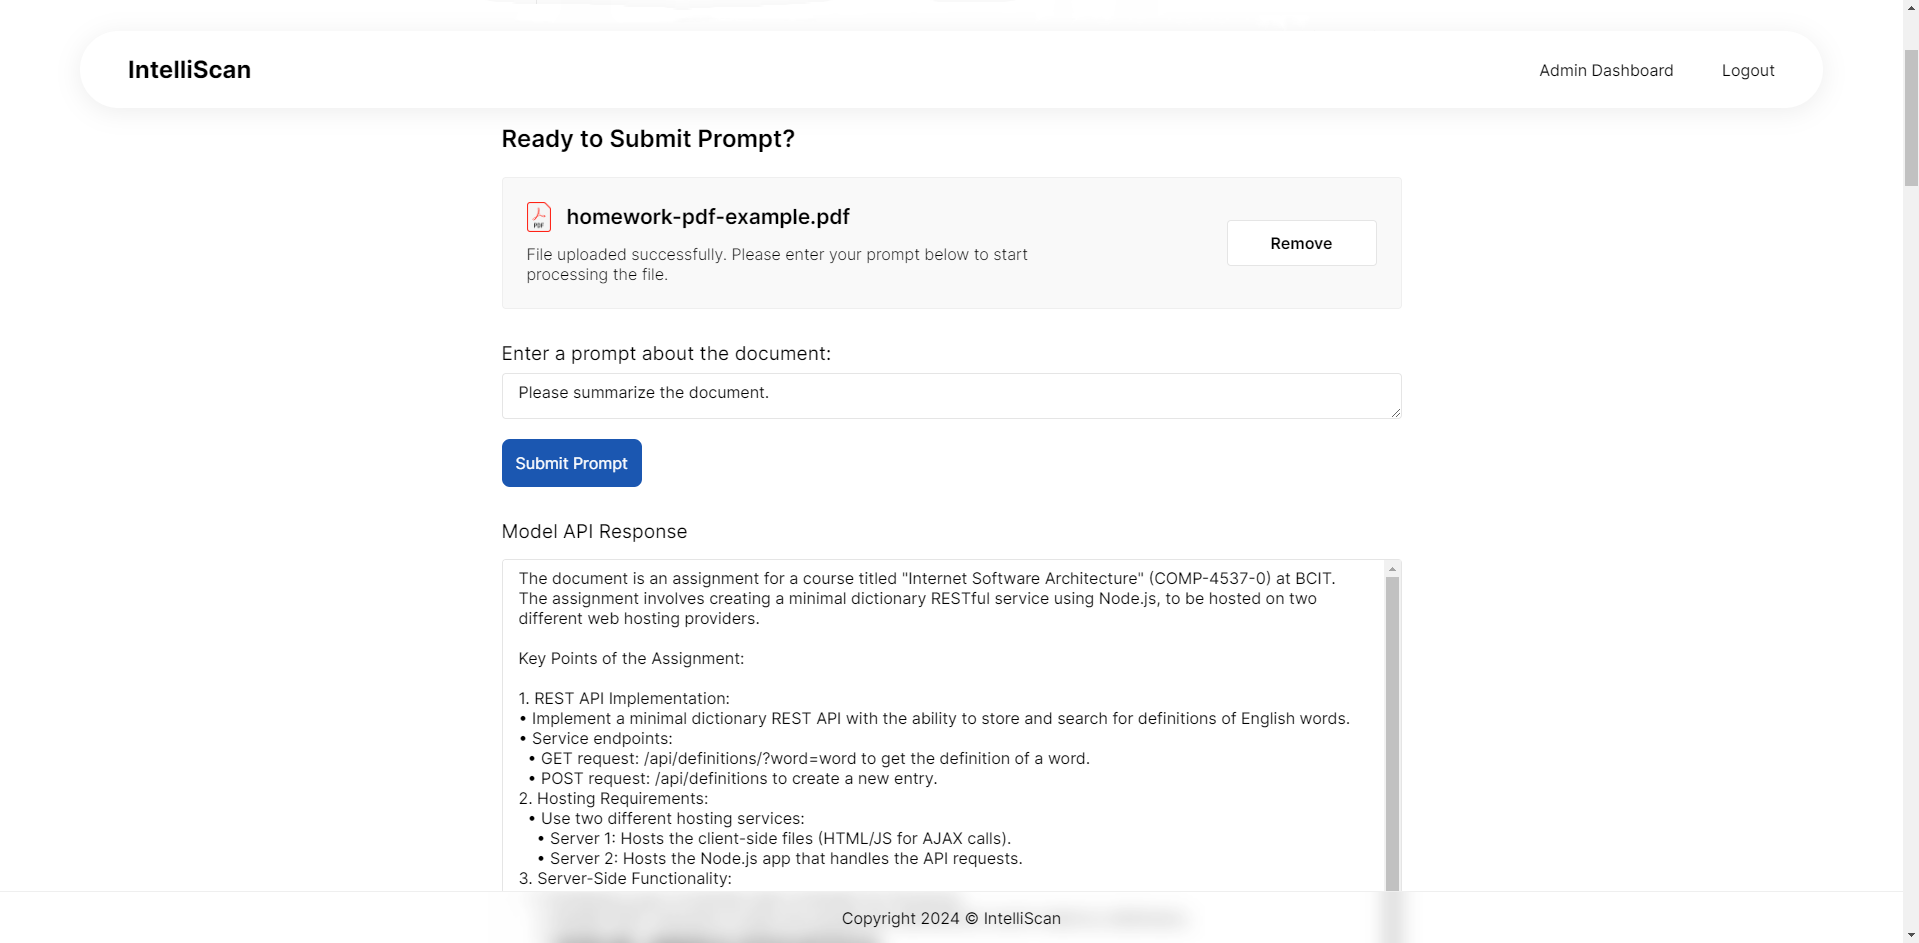 IntelliScan
Admin Dashboard
Logout
Ready to Submit Prompt?
PDF
homework-pdf-example.pdf
File uploaded successfully. Please enter your prompt below to start
processing the file.
Remove
Enter a prompt about the document:
Please summarize the document.
Submit Prompt
Model API Response
The document is an assignment for a course titled "Internet Software Architecture" (COMP-4537-0) at BCIT.
The assignment involves creating a minimal dictionary RESTful service using Node.js, to be hosted on two
different web hosting providers.
Key Points of the Assignment:
1. REST API Implementation:
• Implement a minimal dictionary REST API with the ability to store and search for definitions of English words.
• Service endpoints:
• GET request: /api/definitions/?word=word to get the definition of a word.
• POST request: /api/definitions to create a new entry.
2. Hosting Requirements:
• Use two different hosting services:
• Server 1: Hosts the client-side files (HTML/JS for AJAX calls).
• Server 2: Hosts the Node.js app that handles the API requests.
3. Server-Side Functionality:
Copyright 2024 © IntelliScan